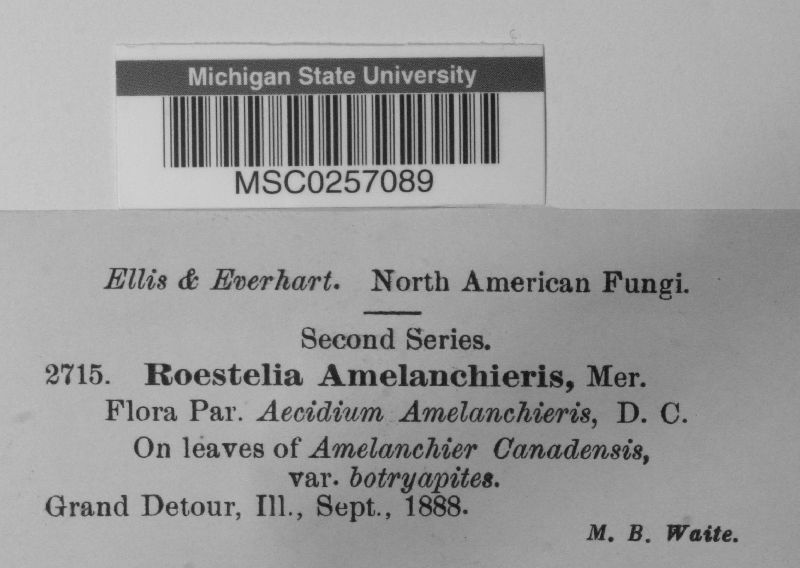 Michigan State University
MSC0257089
Ellis & Everhart. North American Fungi.
Second Series.
2715. Roestelia Amelanchieris, Mer.
Flora Par. Aecidium Amelanchieris, D. C.
On leaves of Amelanchier Canadensis,
var. botryapites.
Grand Detour, Ill., Sept., 1888.
M. B. Waite.